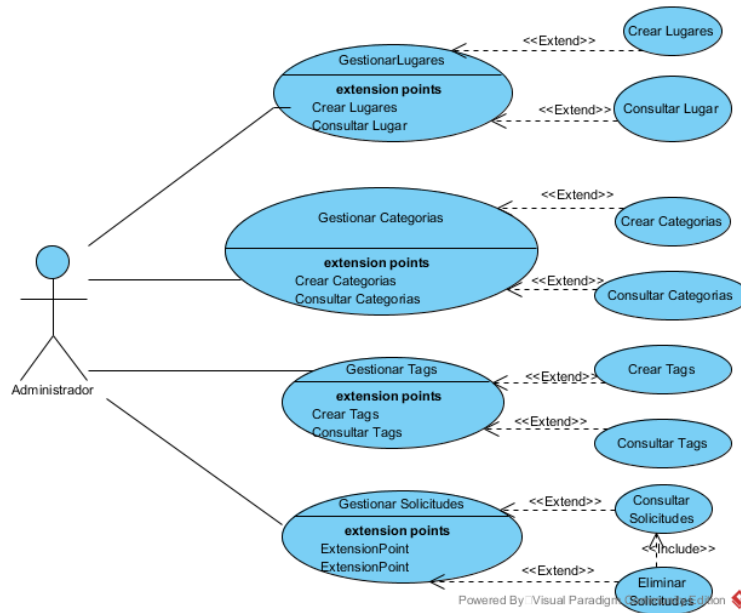 <<Extend>>
Crear Lugares
GestionarLugares
extension points
Crear Lugares
Consultar Lugar
<<Extend>>
Consultar Lugar
<<Extend>>
Crear Categorias
Gestionar Categorias
extension points
Crear Categorias
Consultar Categorias
<<Extend>>
Consultar Categorias
Administrador
Gestionar Tags
extension points
Crear Tags
Consultar Tags
<<Extend>>
Crear Tags
<<Extend>>
Consultar Tags
Gestionar Solicitudes
extension points
ExtensionPoint
ExtensionPoint
<<Extend>>
Consultar
Solicitudes
<<Include>>
<<Extend>>
Eliminar
Solicitudes
Powered By Visual Paradigm Edition